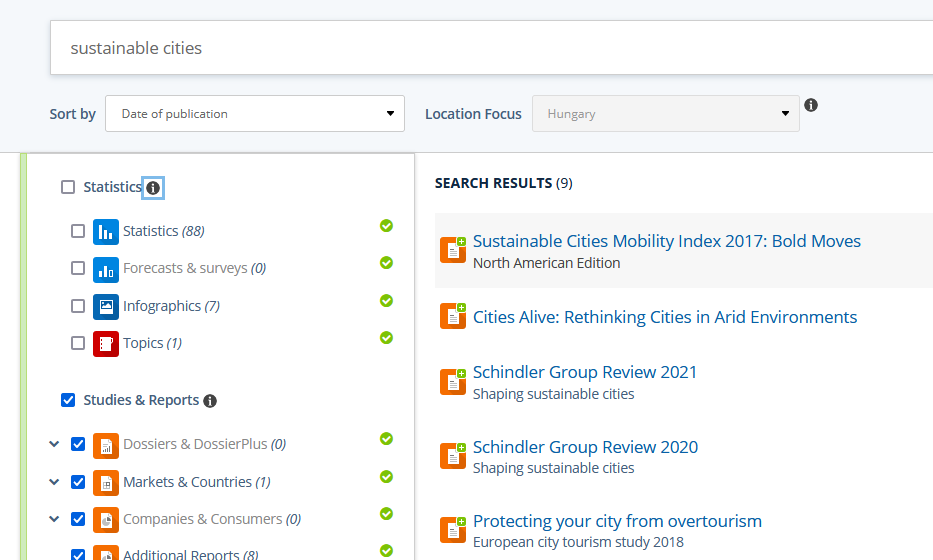 sustainable cities
Sort by
Date of publication
Location Focus
Hungary
Statistics
Statistics (88)
Forecasts & surveys (0)
Infographics (7)
Topics (1)
Studies & Reports
Dossiers & DossierPlus (0)
Markets & Countries (1)
Companies & Consumers (0)
Additional Reports (8)
SEARCH RESULTS (9)
Sustainable Cities Mobility Index 2017: Bold Moves
North American Edition
Cities Alive: Rethinking Cities in Arid Environments
Schindler Group Review 2021
Shaping sustainable cities
Schindler Group Review 2020
Shaping sustainable cities
Protecting your city from overtourism
European city tourism study 2018